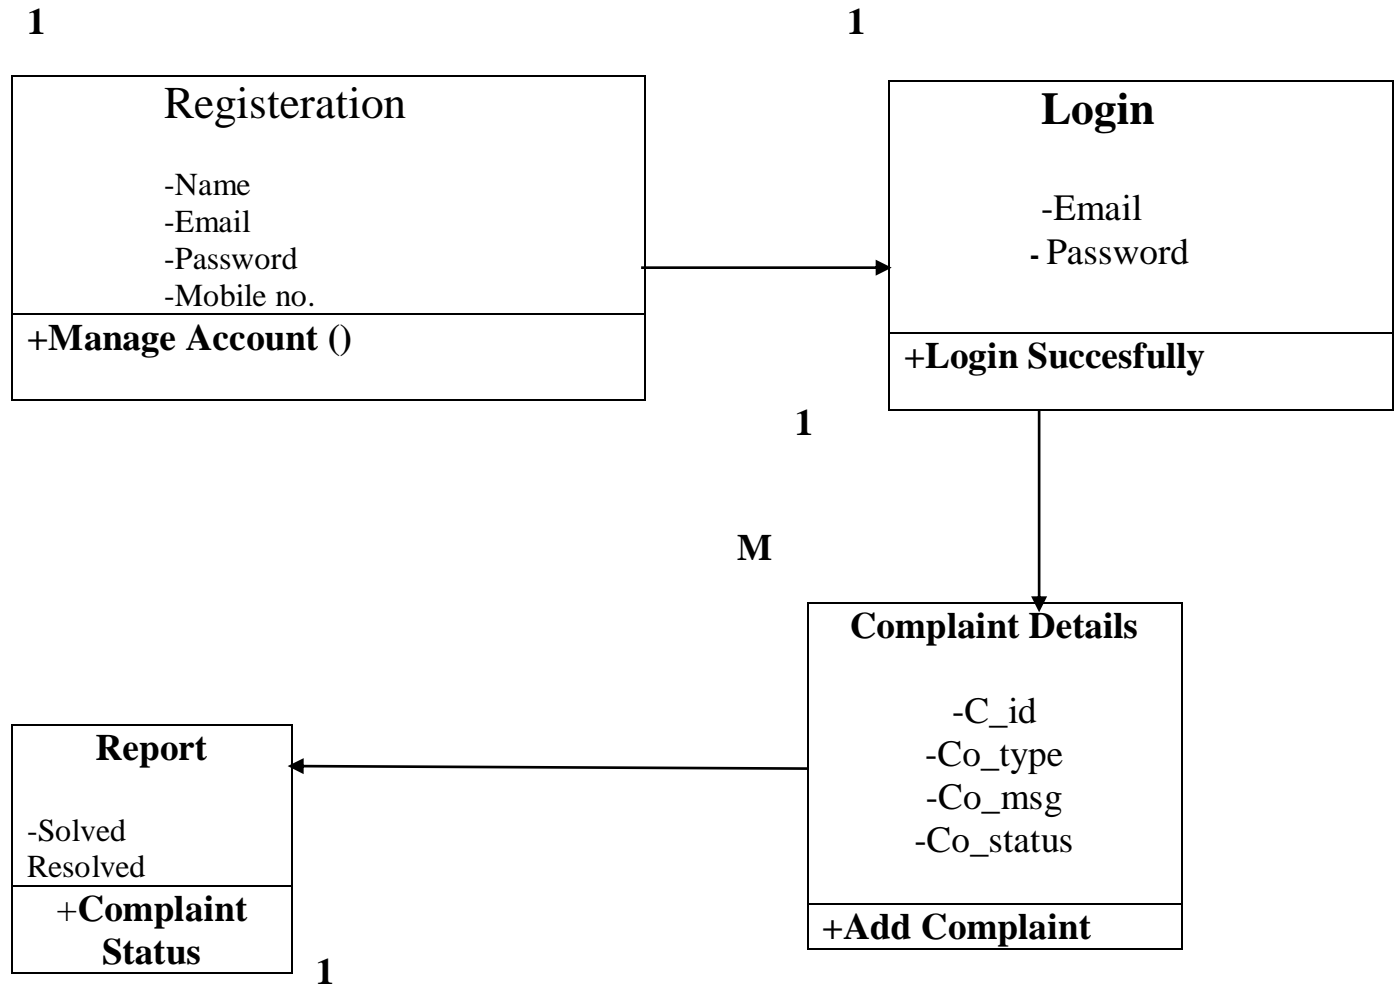 1
1
Registeration
-Name
-Email
-Password
-Mobile no.
+Manage Account ()
Login
-Email
- Password
+Login Succesfully
1
M
Complaint Details
-C_id
-Co_type
-Co_msg
-Co_status
+Add Complaint
Report
-Solved
Resolved
+Complaint
Status
1